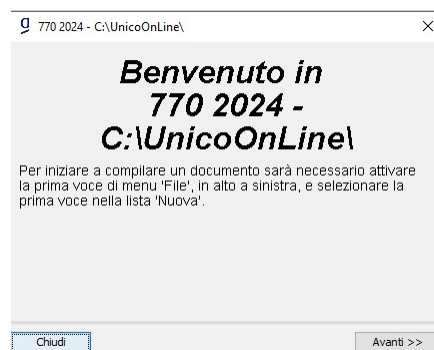 770 2024 - C:\UnicoOnLine\
Benvenuto in
770 2024 -
C:\UnicoOnLine\
Per iniziare a compilare un documento sarà necessario attivare
la prima voce di menu 'File', in alto a sinistra, e selezionare la
prima voce nella lista 'Nuova'.
Chiudi
Avanti >>